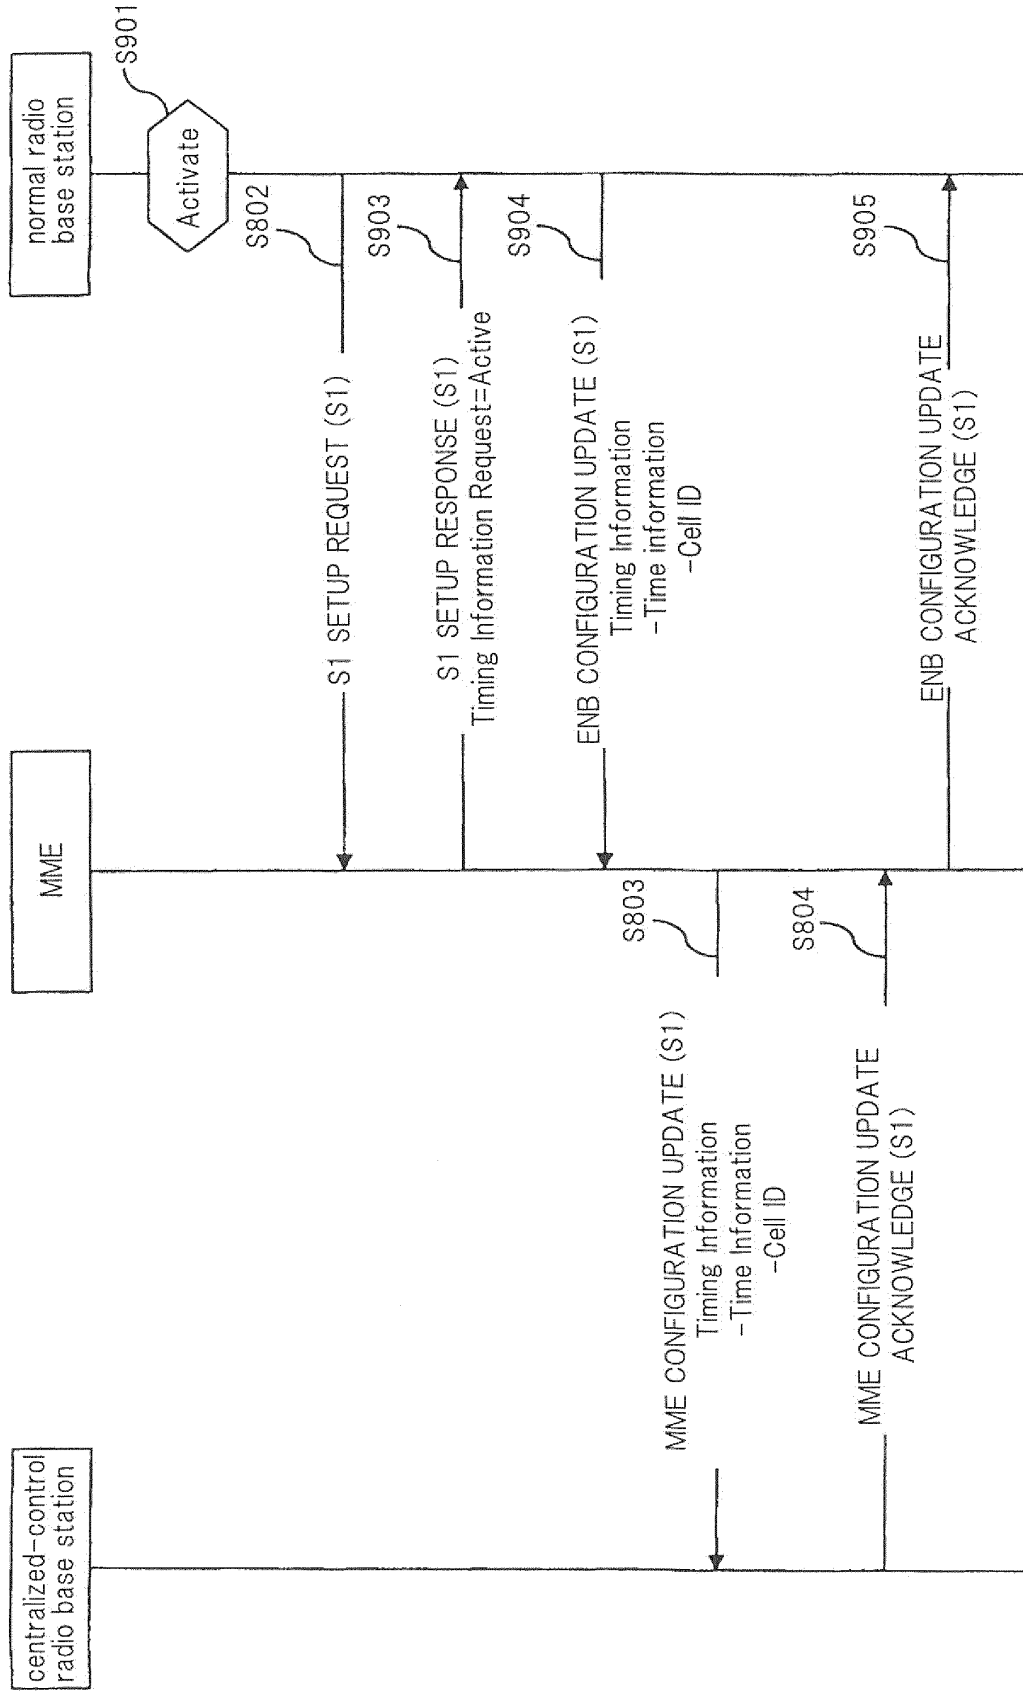 centralized-control
radio base station
MME
normal radio
base station
Activate
S901
S1 SETUP REQUEST (S1)
S802
S1 SETUP RESPONSE (S1)
Timing Information Request=Active
S903
ENB CONFIGURATION UPDATE (S1)
Timing Information
-Time information
-Cell ID
S904
MME CONFIGURATION UPDATE (S1)
Timing Information
-Time Information
-Cell ID
S803
MME CONFIGURATION UPDATE
ACKNOWLEDGE (S1)
S804
ENB CONFIGURATION UPDATE
ACKNOWLEDGE (S1)
S905